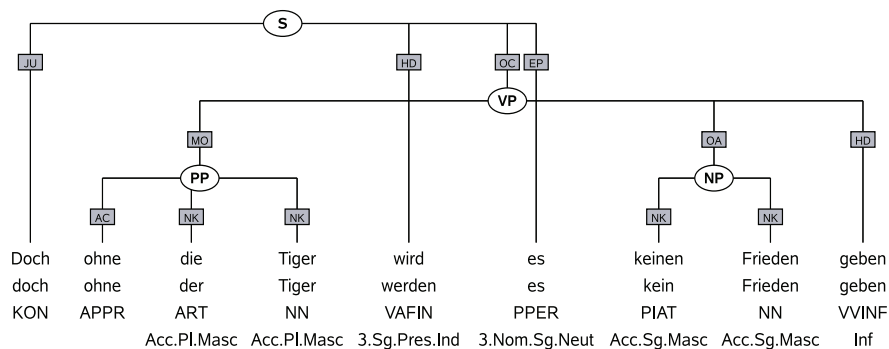 S
JU HD OC EP
VP
MO OA HD
PP NP
AC NK NK NK NK
Doch ohne die Tiger wird es keinen Frieden geben
doch ohne der Tiger werden es kein Frieden geben
KON APPR ART NN VAFIN PPER PIAT NN VVINF
Acc.Pl.Masc Acc.Pl.Masc 3.Sg.Pres.Ind 3.Nom.Sg.Neut Acc.Sg.Masc Acc.Sg.Masc Inf